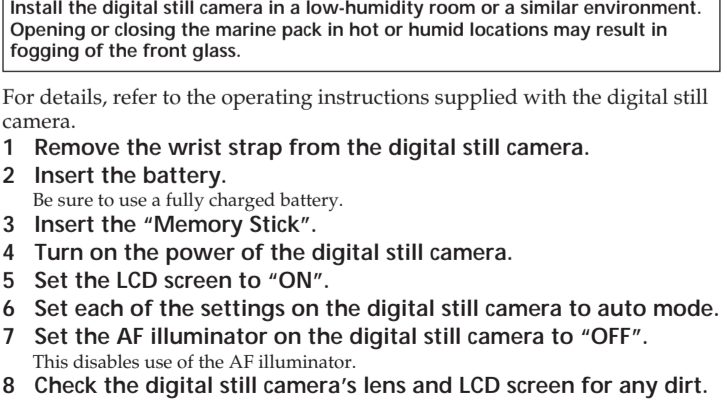 Install the digital still camera in a low-humidity room or a similar environment.
Opening or closing the marine pack in hot or humid locations may result in
fogging of the front glass.
For details, refer to the operating instructions supplied with the digital still
camera.
1 Remove the wrist strap from the digital still camera.
2 Insert the battery.
Be sure to use a fully charged battery.
3 Insert the “Memory Stick”.
4 Turn on the power of the digital still camera.
5 Set the LCD screen to “ON”.
6 Set each of the settings on the digital still camera to auto mode.
7 Set the AF illuminator on the digital still camera to “OFF”.
This disables use of the AF illuminator.
8 Check the digital still camera’s lens and LCD screen for any dirt.